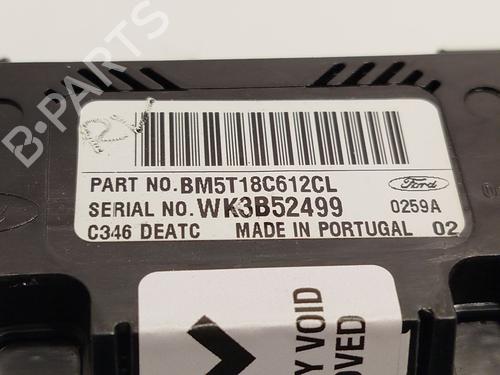 B-PARTS
PART NO.BM5T18C612CL
Ford
SERIAL NO.WK3B52499
0259A
C346 DEATC MADE IN PORTUGAL 02
Y VOID
OVED